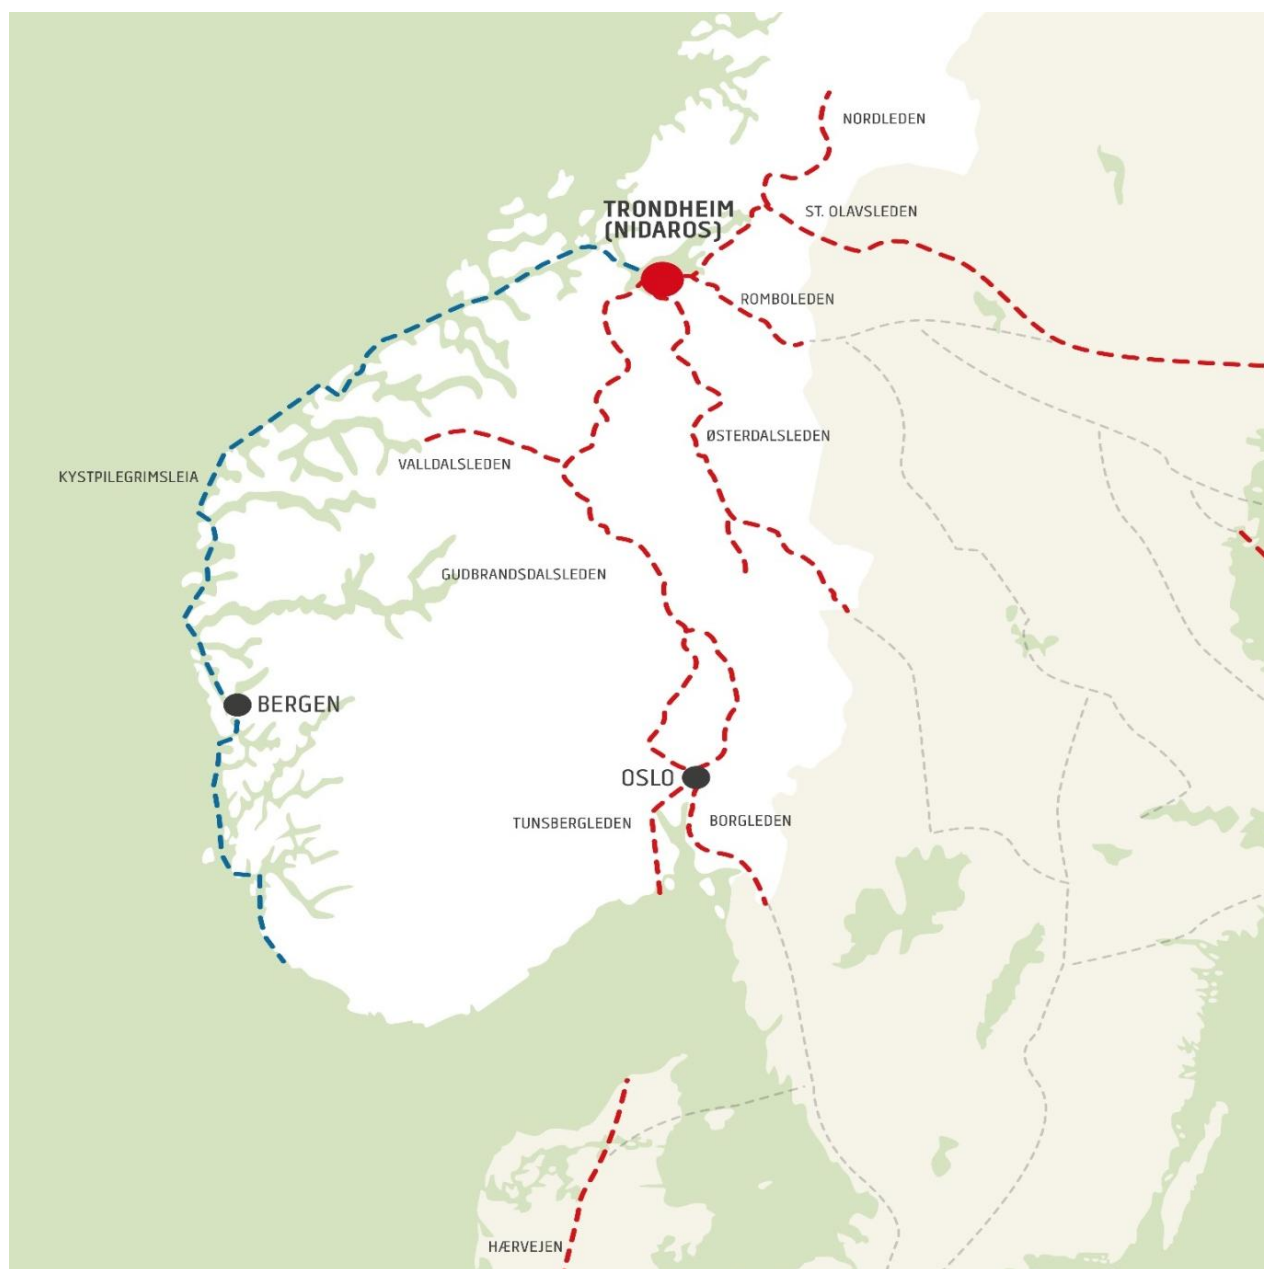 NORDLEDEN
TRONDHEIM
(NIDAROS)
ST. OLAVSLEDEN
ROMBOLEDEN
ØSTERDALSLEDEN
VALLDALSLEDEN
KYSTPILEGRIMSLEIA
GUDBRANDSDALSLEDEN
BERGEN
OSLO
TUNSBERGLEDEN
BORGLEDEN
HÆRVEJEN